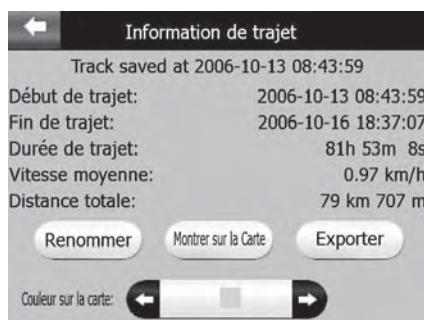 Information de trajet
Track saved at 2006-10-13 08:43:59
Début de trajet: 2006-10-13 08:43:59
Fin de trajet: 2006-10-16 18:37:07
Durée de trajet: 81h 53m 8s
Vitesse moyenne: 0.97 km/h
Distance totale: 79 km 707 m
Renommer Montrer sur la Carte Exporter
Couleur sur la carte: